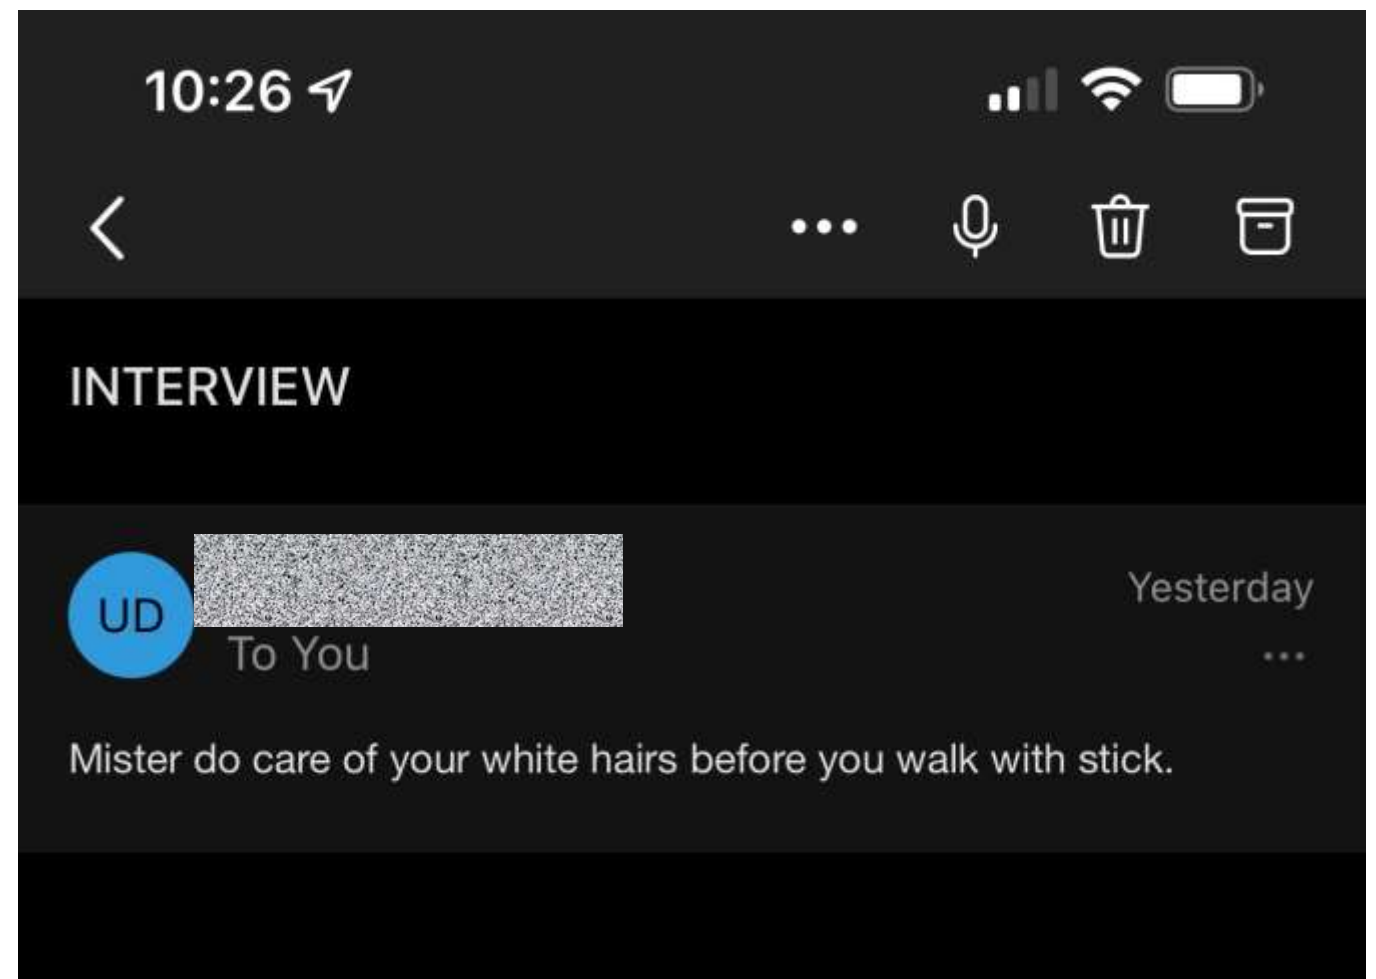 10:26
INTERVIEW
UD
Yesterday
To You
Mister do care of your white hairs before you walk with stick.